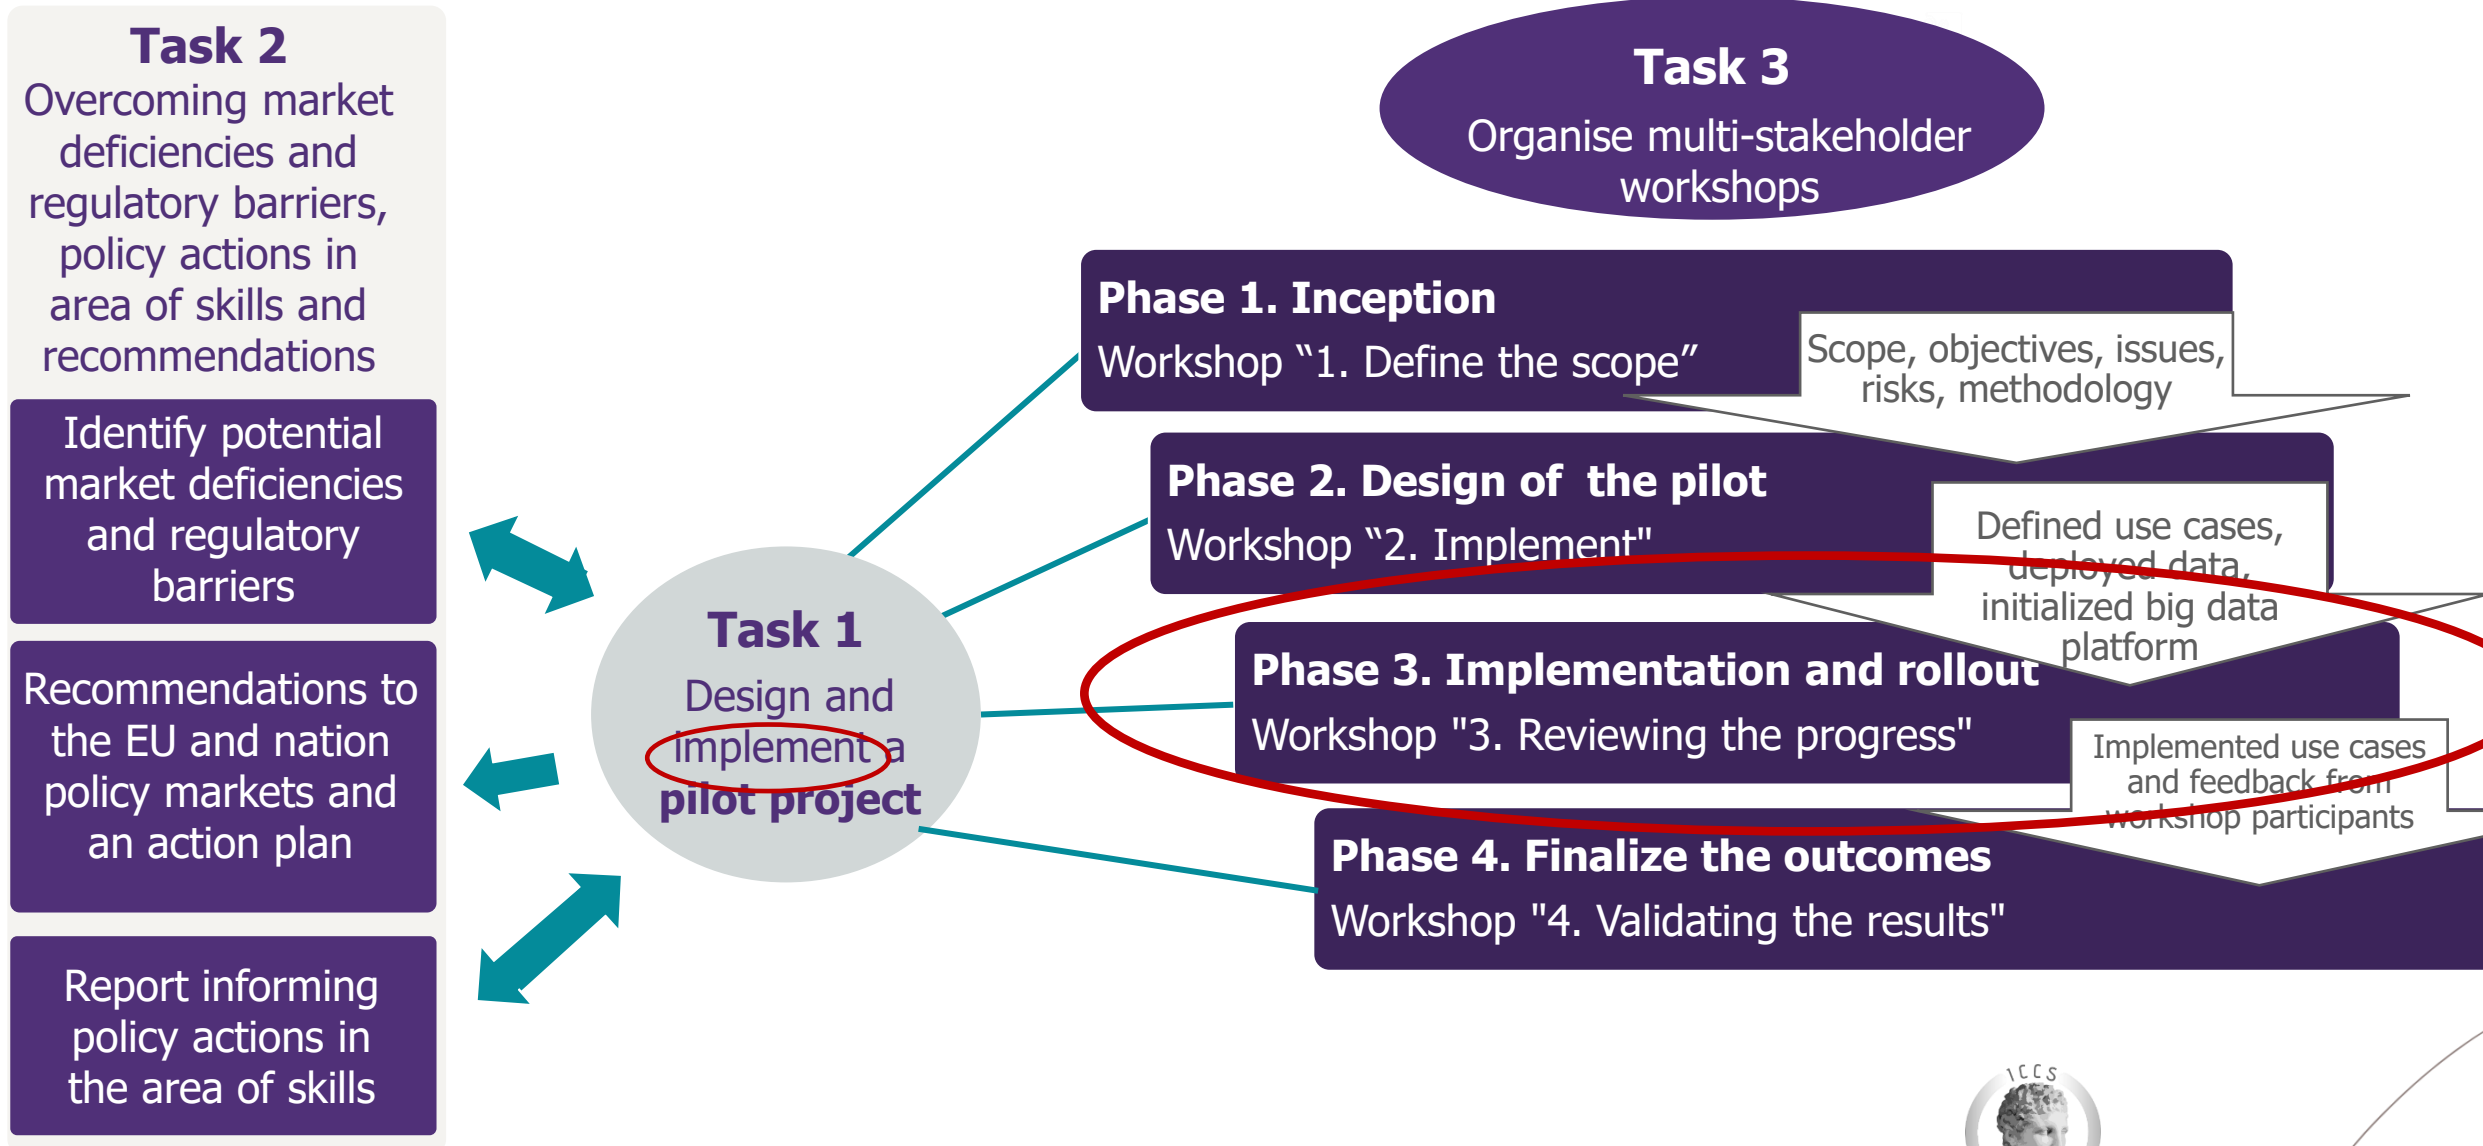 Task 2
Overcoming market
deficiencies and
regulatory barriers,
policy actions in
area of skills and
recommendations
Identify potential
market deficiencies
and regulatory
barriers
Recommendations to
the EU and nation
policy markets and
an action plan
Report informing
policy actions in
the area of skills
Task 1
Design and
implement a
pilot project
Task 3
Organise multi-stakeholder
workshops
Phase 1. Inception
Workshop “1. Define the scope”
Scope, objectives, issues,
risks, methodology
Phase 2. Design of  the pilot
Workshop “2. Implement"
Defined use cases,
deployed data,
initialized big data
platform
Phase 3. Implementation and rollout
Workshop "3. Reviewing the progress"
Implemented use cases
and feedback from
workshop participants
Phase 4. Finalize the outcomes
Workshop "4. Validating the results"
ICCS